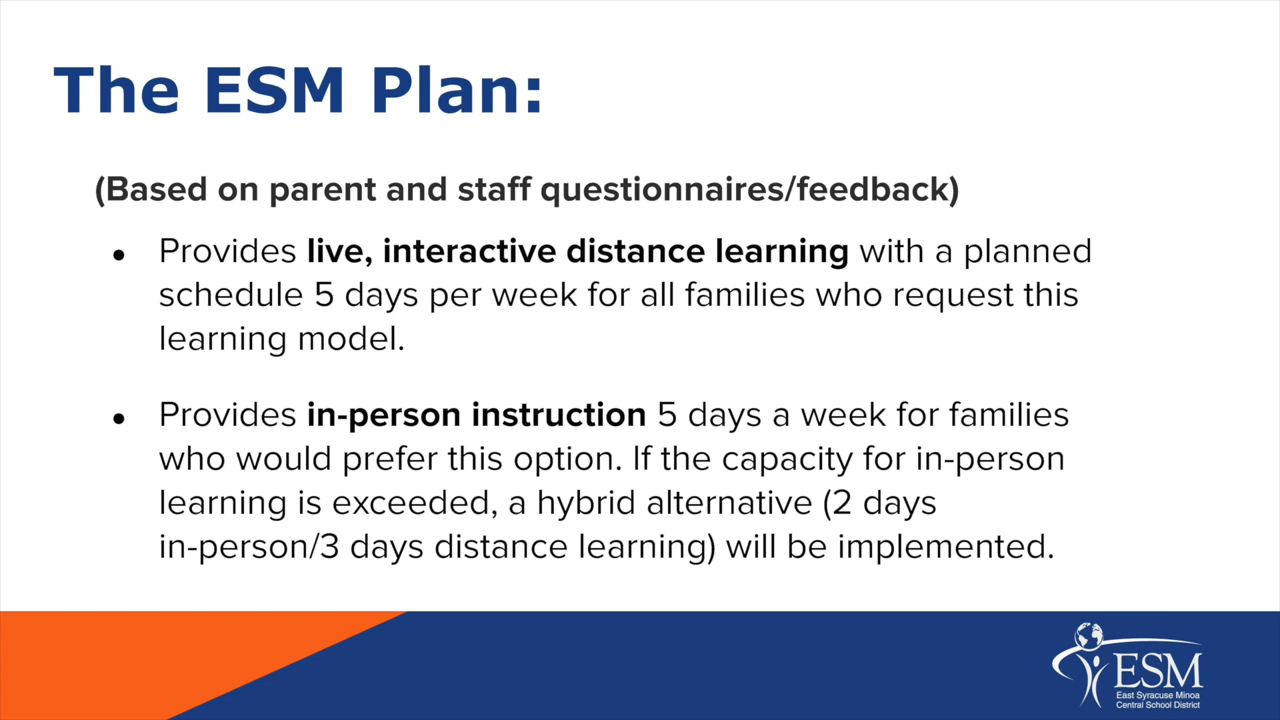 The ESM Plan:
(Based on parent and staff questionnaires/feedback)
● Provides live, interactive distance learning with a planned
schedule 5 days per week for all families who request this
learning model.
● Provides in-person instruction 5 days a week for families
who would prefer this option. If the capacity for in-person
learning is exceeded, a hybrid alternative (2 days
in-person/3 days distance learning) will be implemented.
ESM
East Syracuse Minoa
Central School District